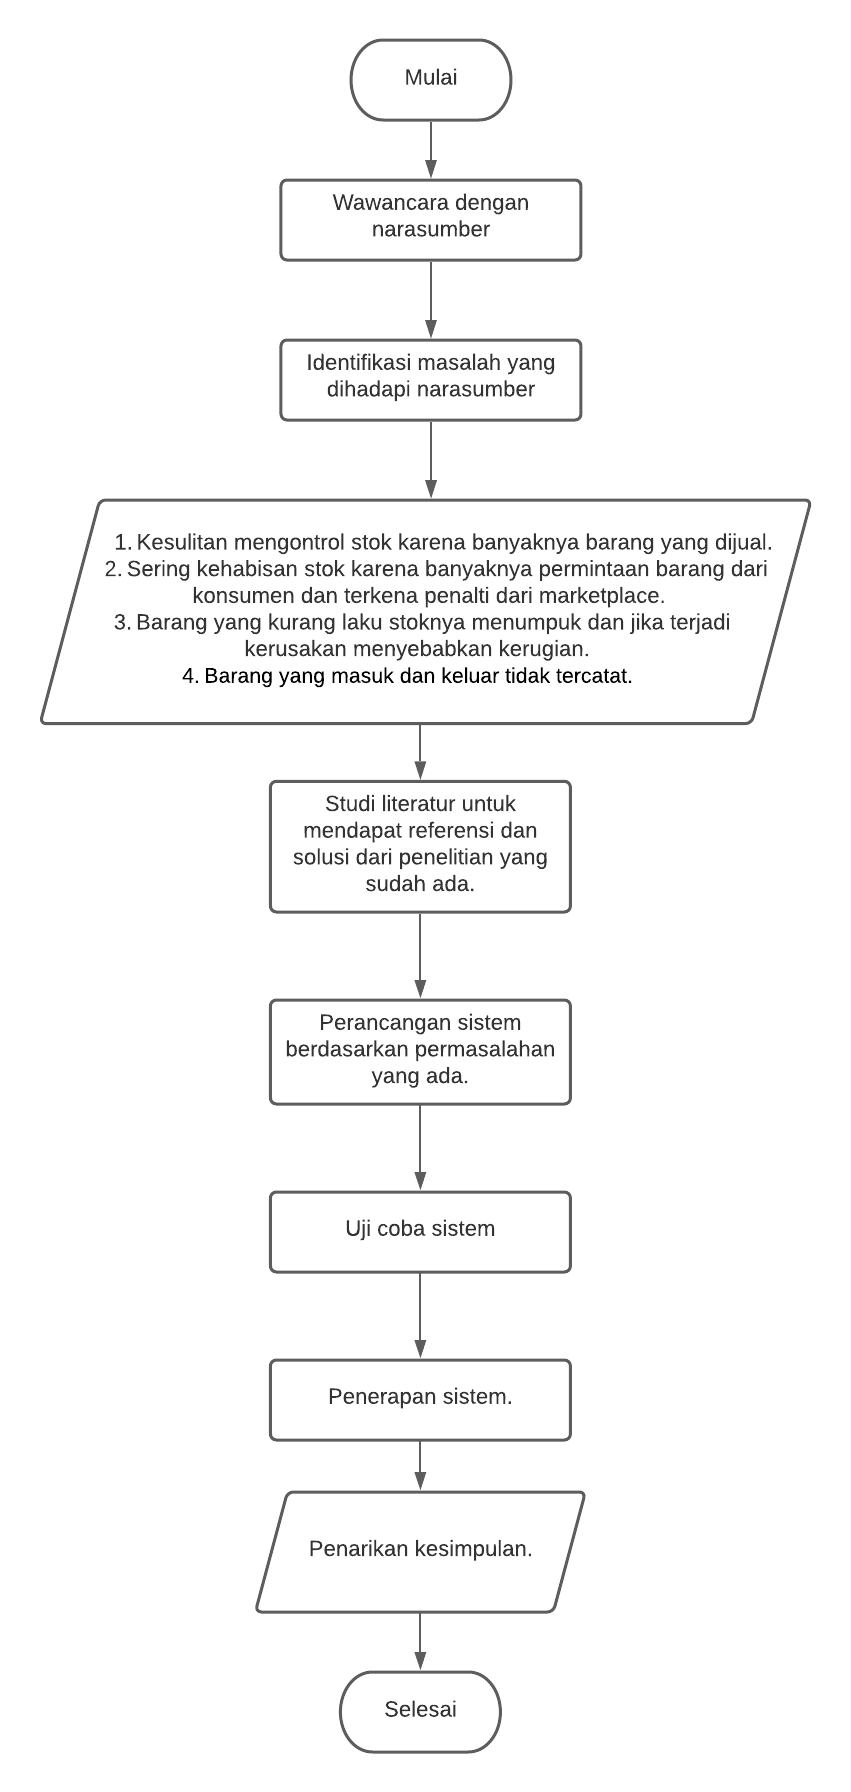 Mulai
Wawancara dengan
narasumber
Identifikasi masalah yang
dihadapi narasumber
1. Kesulitan mengontrol stok karena banyaknya barang yang dijual.
2. Sering kehabisan stok karena banyaknya permintaan barang dari
konsumen dan terkena penalti dari marketplace.
3. Barang yang kurang laku stoknya menumpuk dan jika terjadi
kerusakan menyebabkan kerugian.
4. Barang yang masuk dan keluar tidak tercatat.
Studi literatur untuk
mendapat referensi dan
solusi dari penelitian yang
sudah ada.
Perancangan sistem
berdasarkan permasalahan
yang ada.
Uji coba sistem
Penerapan sistem.
Penarikan kesimpulan.
Selesai